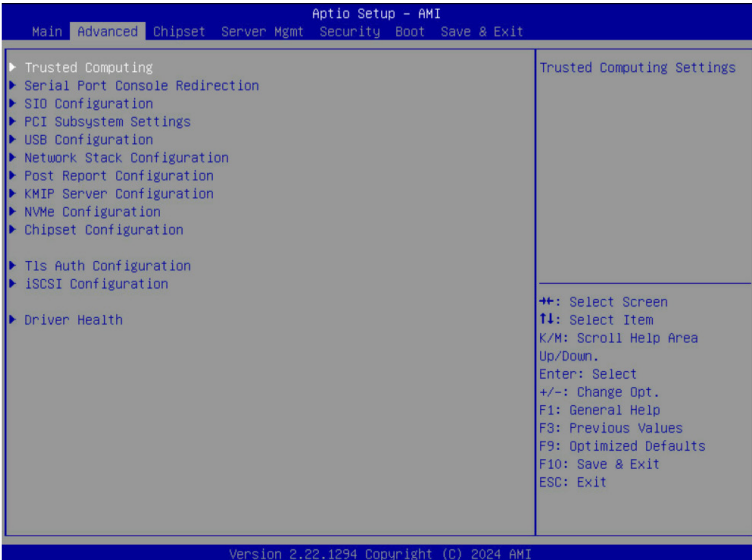 Aptio Setup – AMI
Main Advanced Chipset Server Mgmt Security Boot Save & Exit
Trusted Computing
Serial Port Console Redirection
SIO Configuration
PCI Subsystem Settings
USB Configuration
Network Stack Configuration
Post Report Configuration
KMIP Server Configuration
NVMe Configuration
Chipset Configuration
Tls Auth Configuration
iSCSI Configuration
Driver Health
Trusted Computing Settings
→←: Select Screen
↑↓: Select Item
K/M: Scroll Help Area
Up/Down.
Enter: Select
+/-: Change Opt.
F1: General Help
F3: Previous Values
F9: Optimized Defaults
F10: Save & Exit
ESC: Exit
Version 2.22.1294 Copyright (C) 2024 AMI